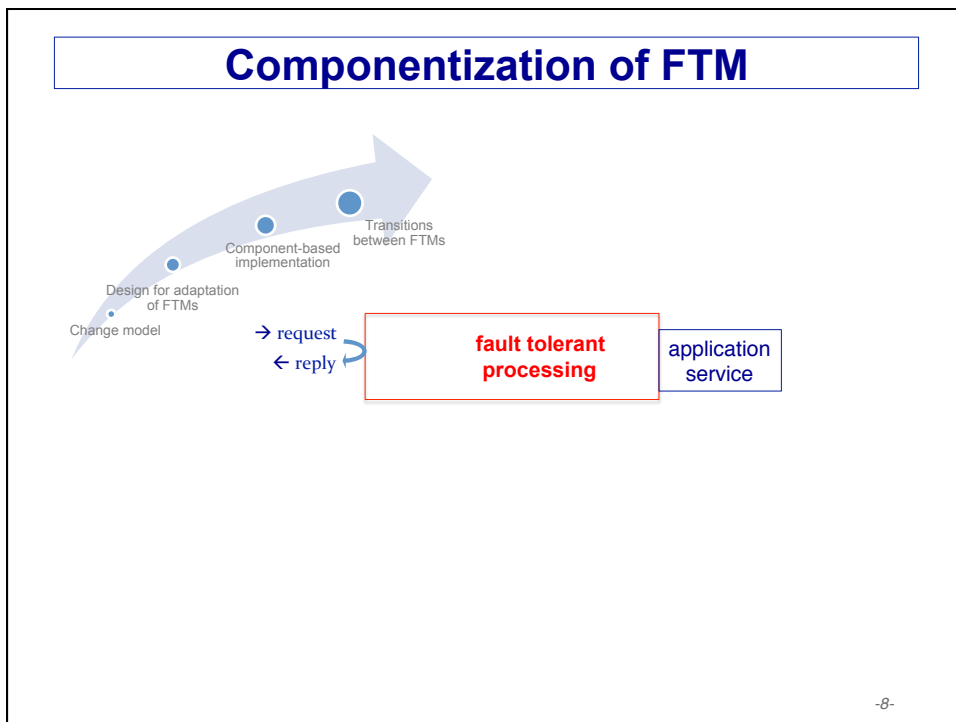 Componentization of FTM
Transitions
between FTMs
Component-based
implementation
Design for adaptation
of FTMs
Change model
→ request
← reply
fault tolerant
processing
application
service
-8-